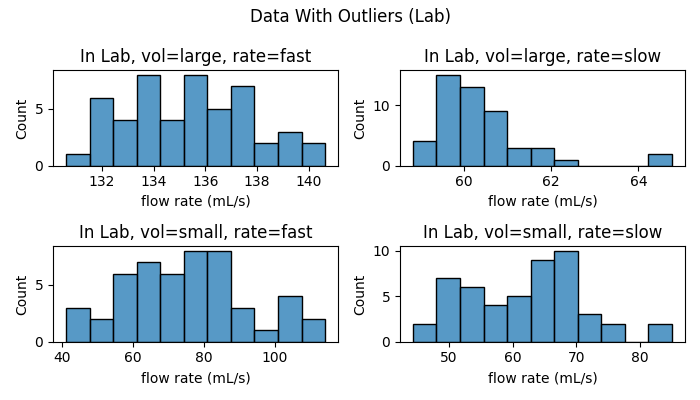 Data With Outliers (Lab)
In Lab, vol=large, rate=fast
In Lab, vol=large, rate=slow
Count
5
0
132 134 136 138 140
flow rate (mL/s)
Count
10
0
60 62 64
flow rate (mL/s)
In Lab, vol=small, rate=fast
In Lab, vol=small, rate=slow
Count
5
0
40 60 80 100
flow rate (mL/s)
Count
10
5
0
50 60 70 80
flow rate (mL/s)